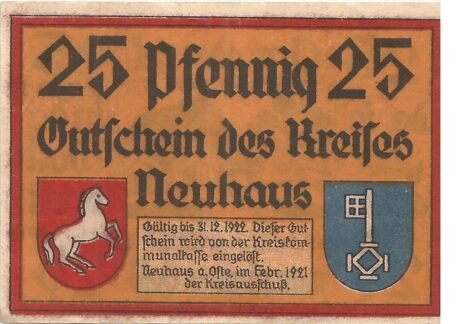 25 Pfennig 25
Gutschein des Kreises
Neuhaus
Gültig bis 31.12.1922. Dieser Gut-
schein wird von der Kreiskom-
munalkasse eingelöst.
Neuhaus a. Oste, im Febr. 1921
der Kreisausschuß.